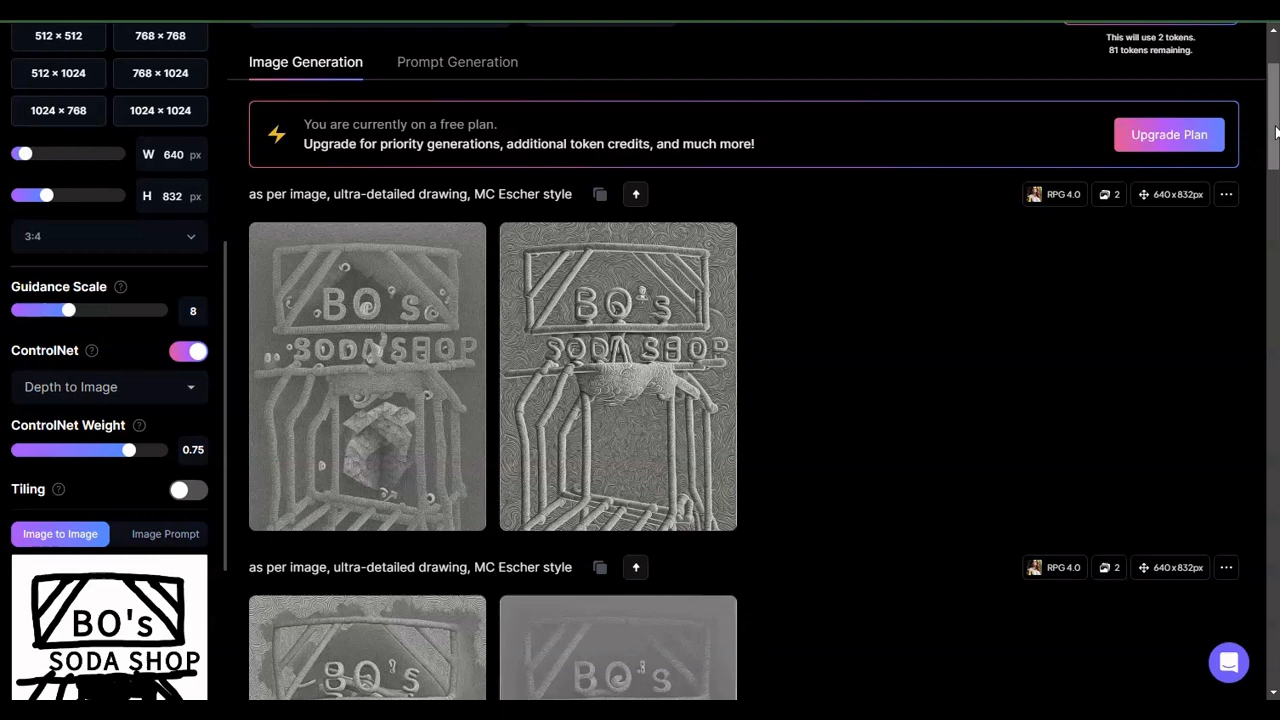 512 × 512
768 × 768
512 × 1024
768 × 1024
1024 × 768
1024 × 1024
W 640 px
H 832 px
3:4
Guidance Scale ?
8
ControlNet ?
Depth to Image
ControlNet Weight ?
0.75
Tiling ?
Image to Image
Image Prompt
BO's
SODA SHOP
This will use 2 tokens.
81 tokens remaining.
Image Generation
Prompt Generation
You are currently on a free plan.
Upgrade for priority generations, additional token credits, and much more!
Upgrade Plan
as per image, ultra-detailed drawing, MC Escher style
RPG 4.0
2
640x832px
BO's
SODA SHOP
BO's
SODA SHOP
as per image, ultra-detailed drawing, MC Escher style
RPG 4.0
2
640x832px
BO's
BO's